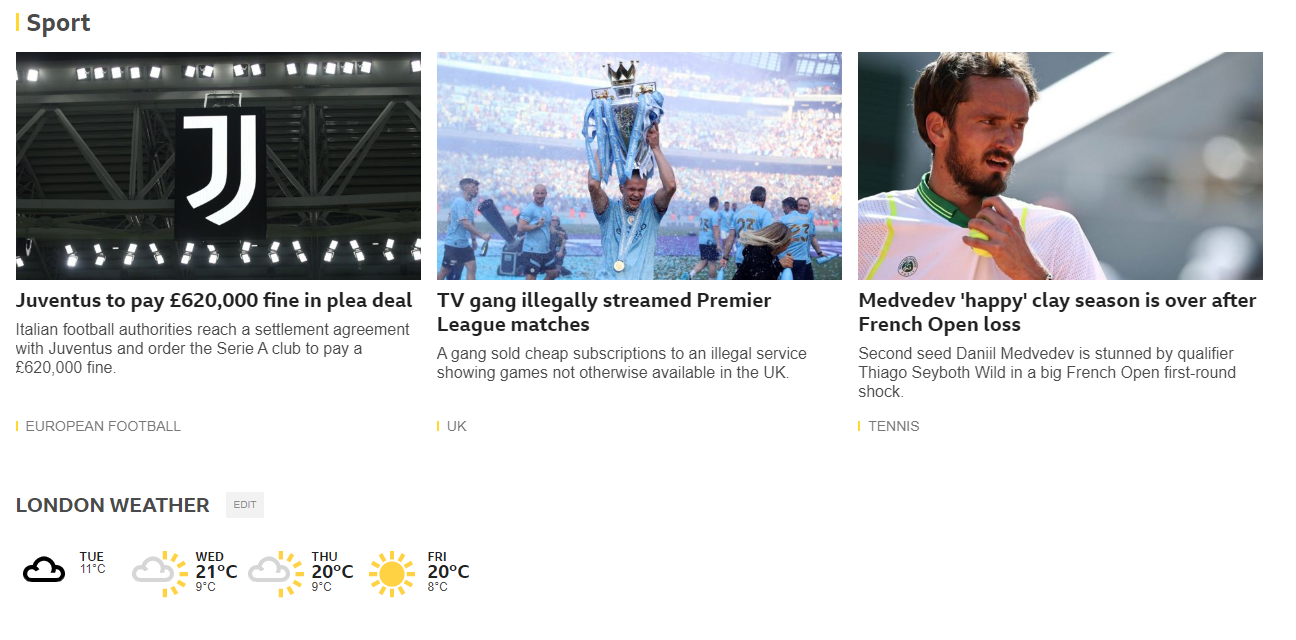 Sport
Juventus to pay £620,000 fine in plea deal
Italian football authorities reach a settlement agreement
with Juventus and order the Serie A club to pay a
£620,000 fine.
EUROPEAN FOOTBALL
TV gang illegally streamed Premier
League matches
A gang sold cheap subscriptions to an illegal service
showing games not otherwise available in the UK.
UK
Medvedev 'happy' clay season is over after
French Open loss
Second seed Daniil Medvedev is stunned by qualifier
Thiago Seyboth Wild in a big French Open first-round
shock.
TENNIS
LONDON WEATHER
EDIT
TUE
11°C
WED
21°C
9°C
THU
20°C
9°C
FRI
20°C
8°C